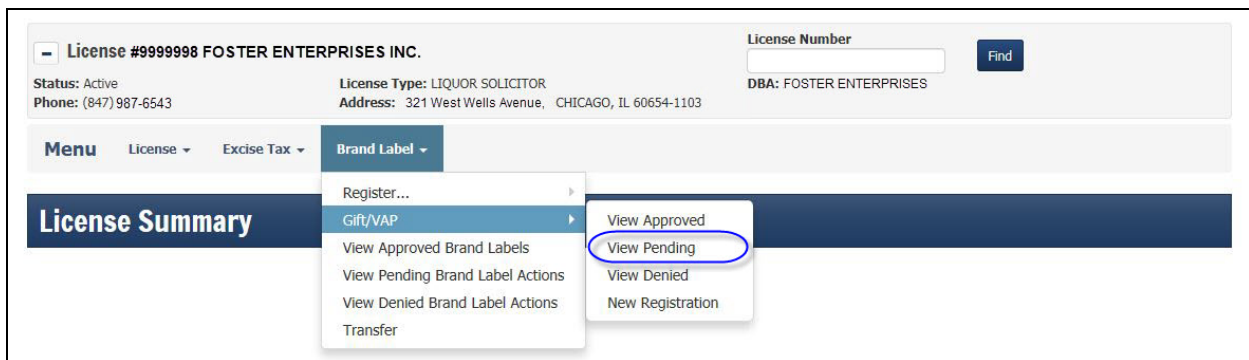 License #9999998 FOSTER ENTERPRISES INC.
License Number
Find
Status: Active
License Type: LIQUOR SOLICITOR
DBA: FOSTER ENTERPRISES
Phone: (847) 987-6543
Address: 321 West Wells Avenue, CHICAGO, IL 60654-1103
Menu License Excise Tax Brand Label
License Summary
Register...
Gift/VAP
View Approved Brand Labels
View Pending Brand Label Actions
View Denied Brand Label Actions
Transfer
View Approved
View Pending
View Denied
New Registration